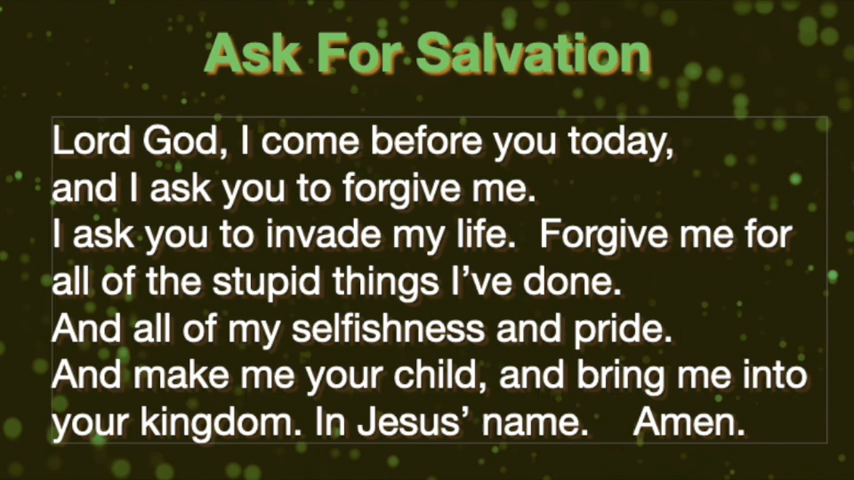 Ask For Salvation
Lord God, I come before you today,
and I ask you to forgive me.
I ask you to invade my life.  Forgive me for
all of the stupid things I’ve done.
And all of my selfishness and pride.
And make me your child, and bring me into
your kingdom. In Jesus’ name.    Amen.